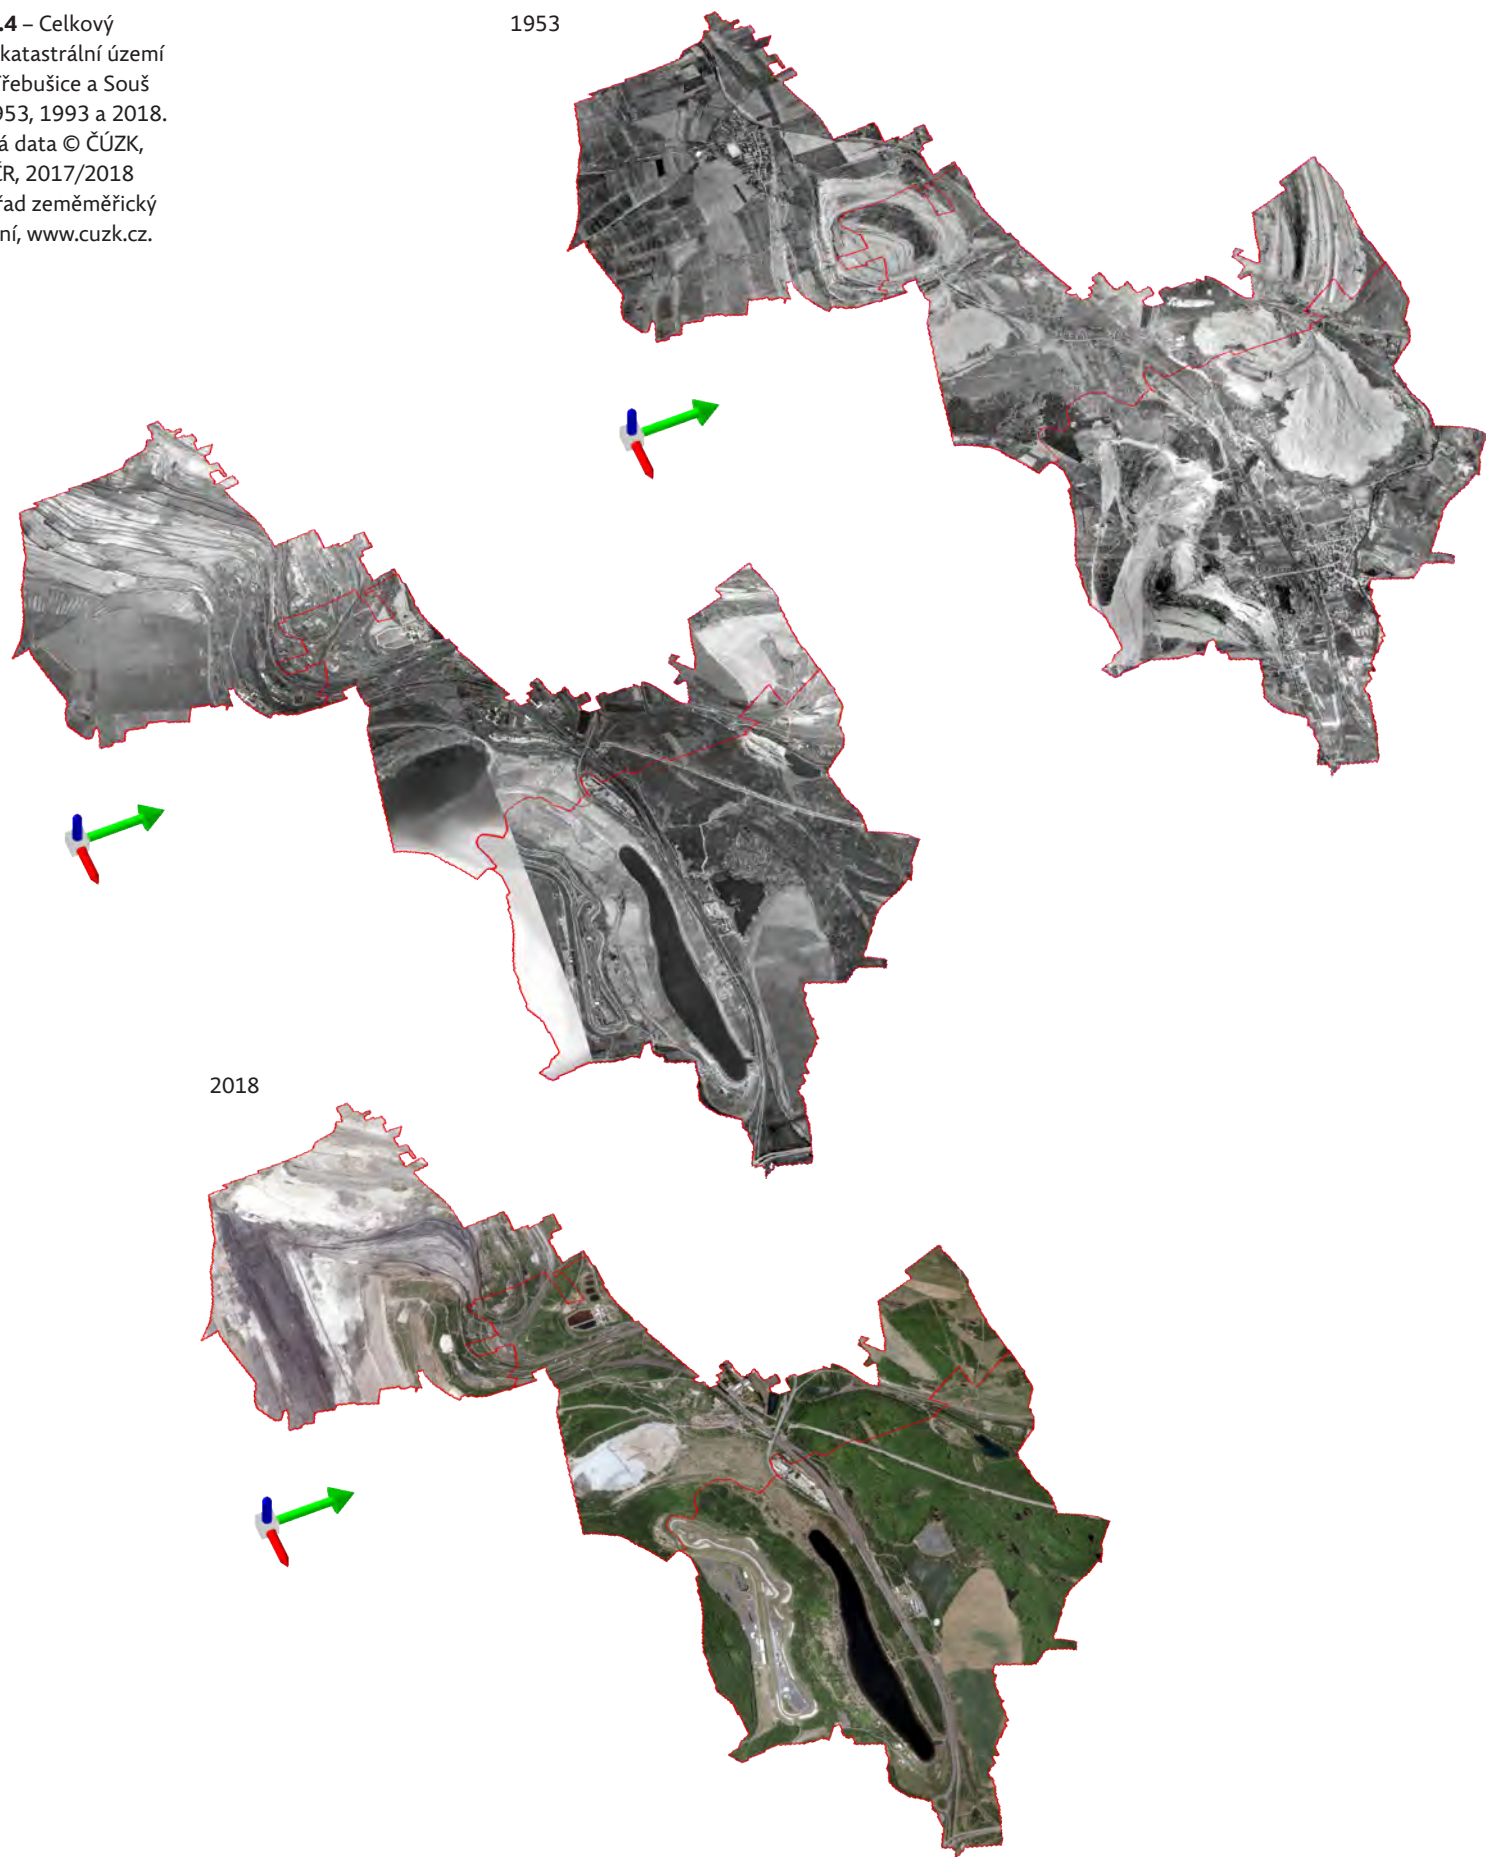 .4 – Celkový
katastrální území
řebušice a Souš
953, 1993 a 2018.
á data © ČÚZK,
ČR, 2017/2018
řad zeměměřický
ní, www.cuzk.cz.
1953
2018